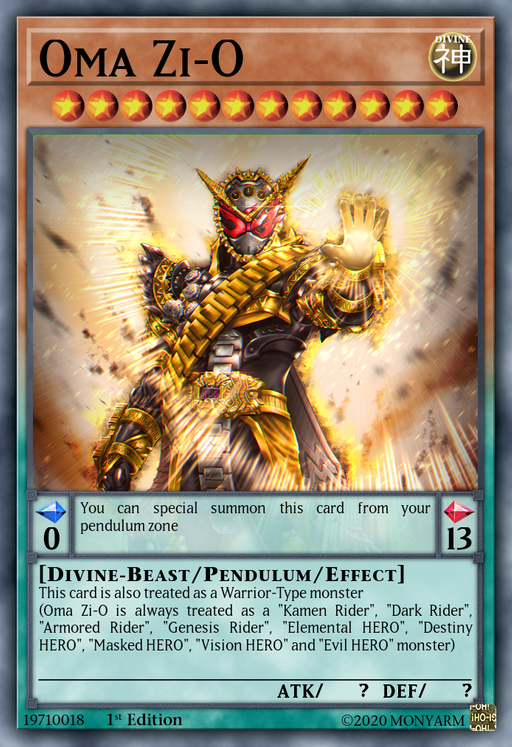 Oma Zi-O
DIVINE
神
You can special summon this card from your
pendulum zone
0
13
[Divine-Beast/Pendulum/Effect]
This card is also treated as a Warrior-Type monster
(Oma Zi-O is always treated as a "Kamen Rider", "Dark Rider",
"Armored Rider", "Genesis Rider", "Elemental HERO", "Destiny
HERO", "Masked HERO", "Vision HERO" and "Evil HERO" monster)
ATK/ ? DEF/ ?
19710018 1st Edition ©2020 MONYARM